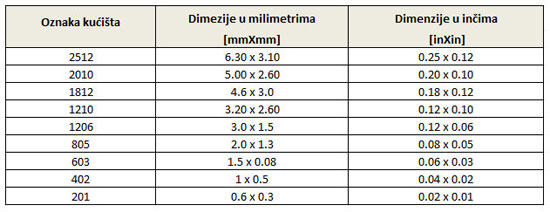 Oznaka kućišta Dimezije u milimetrima Dimenzije u inčima
[mmXmm] [inXin]
2512 6.30 x 3.10 0.25 x 0.12
2010 5.00 x 2.60 0.20 x 0.10
1812 4.6 x 3.0 0.18 x 0.12
1210 3.20 x 2.60 0.12 x 0.10
1206 3.0 x 1.5 0.12 x 0.06
805 2.0 x 1.3 0.08 x 0.05
603 1.5 x 0.08 0.06 x 0.03
402 1 x 0.5 0.04 x 0.02
201 0.6 x 0.3 0.02 x 0.01